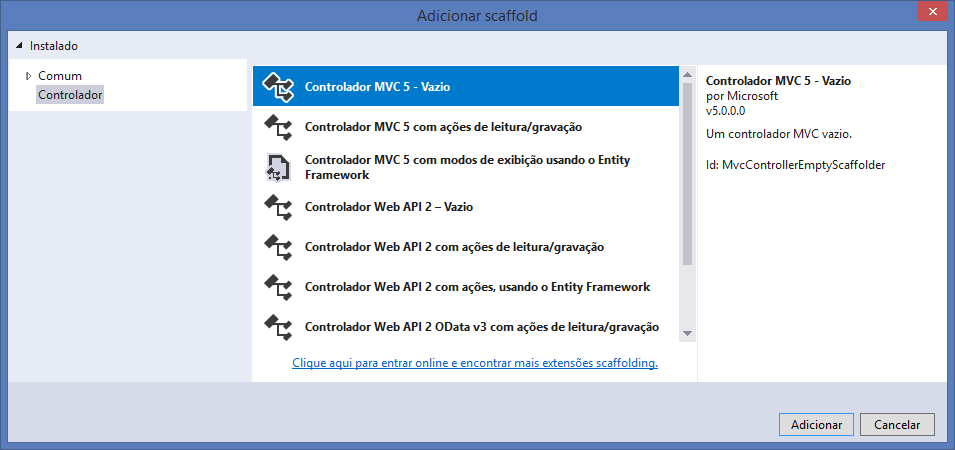 Adicionar scaffold
Instalado
Comum
Controlador
Controlador MVC 5 - Vazio
Controlador MVC 5 com ações de leitura/gravação
Controlador MVC 5 com modos de exibição usando o Entity
Framework
Controlador Web API 2 – Vazio
Controlador Web API 2 com ações de leitura/gravação
Controlador Web API 2 com ações, usando o Entity Framework
Controlador Web API 2 OData v3 com ações de leitura/gravação
Clique aqui para entrar online e encontrar mais extensões scaffolding.
Controlador MVC 5 - Vazio
por Microsoft
v5.0.0.0
Um controlador MVC vazio.
Id: MvcControllerEmptyScaffolder
Adicionar
Cancelar